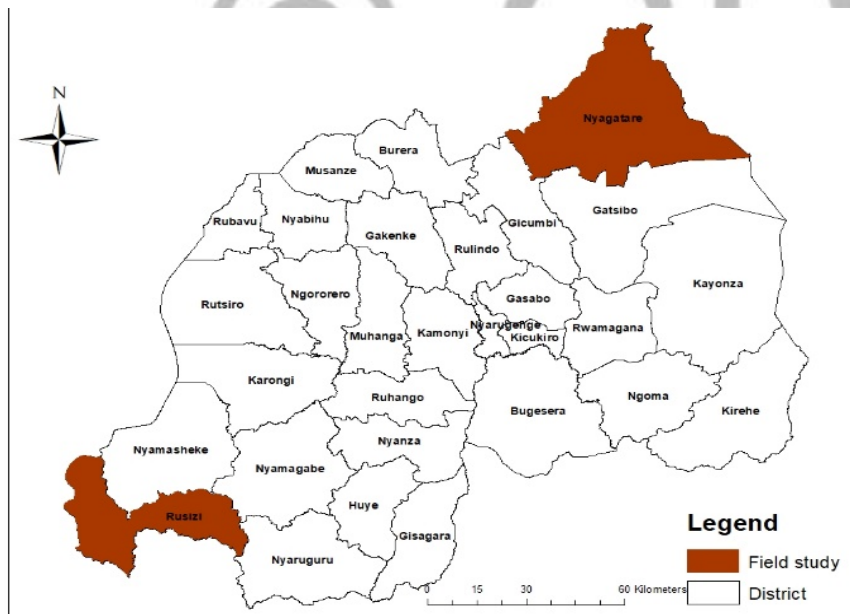 N
Nyagatare
Burera
Musanze
Rubavu
Nyabihu
Gakenke
Rulindo
Gicumbi
Gatsibo
Kayonza
Rutsiro
Ngororero
Gasabo
Muhanga
Kamonyi
Nyarugenge
Kicukiro
Rwamagana
Karongi
Ruhango
Bugesera
Ngoma
Kirehe
Nyamasheke
Nyamagabe
Nyanza
Rusizi
Huye
Gisagara
Nyaruguru
Legend
Field study
District
0 15 30 60 Kilometers